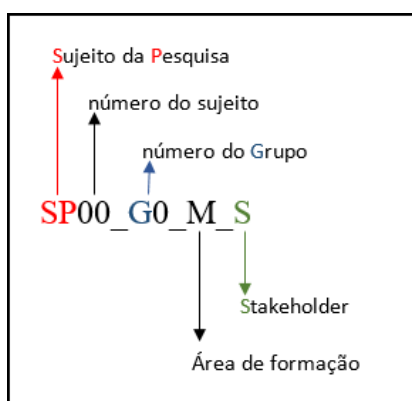 Sujeito da Pesquisa
número do sujeito
número do Grupo
SP00_G0_M_S
Stakeholder
Área de formação